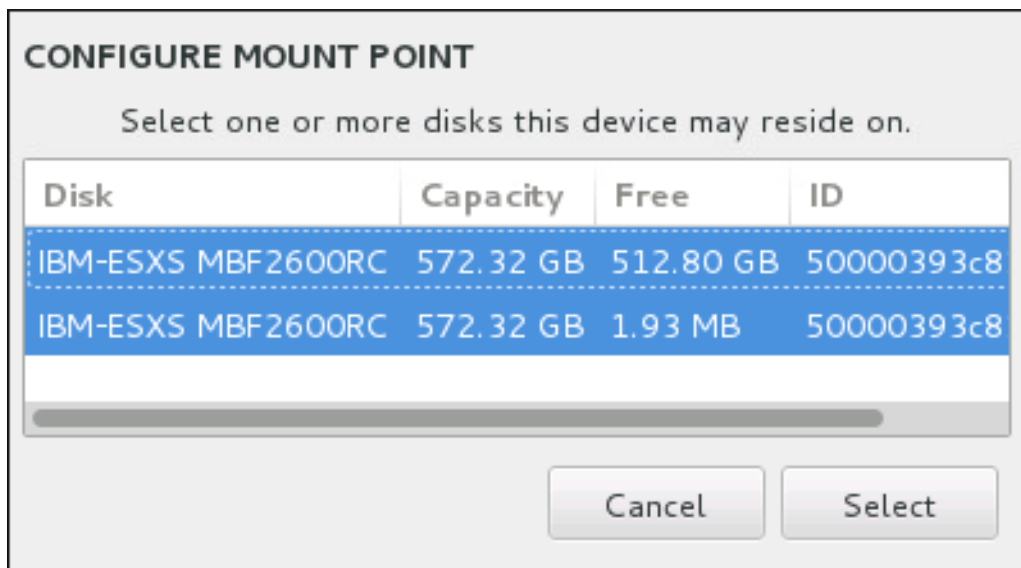 CONFIGURE MOUNT POINT
Select one or more disks this device may reside on.
Disk Capacity Free ID
IBM-ESXS MBF2600RC 572.32 GB 512.80 GB 50000393c8
IBM-ESXS MBF2600RC 572.32 GB 1.93 MB 50000393c8
Cancel Select